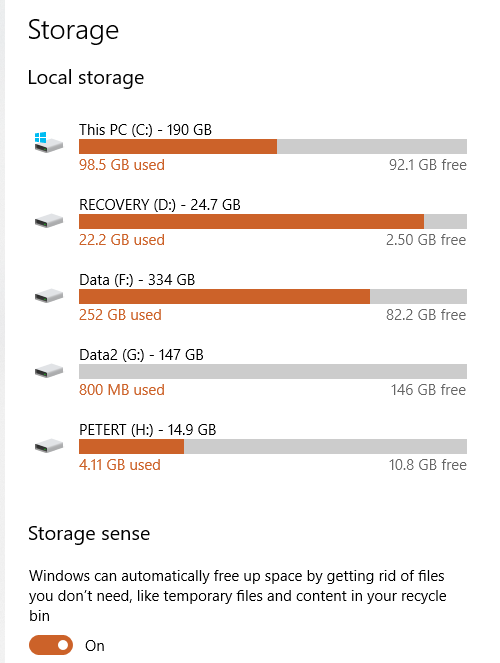 Storage
Local storage
This PC (C:) - 190 GB
98.5 GB used 92.1 GB free
RECOVERY (D:) - 24.7 GB
22.2 GB used 2.50 GB free
Data (F:) - 334 GB
252 GB used 82.2 GB free
Data2 (G:) - 147 GB
800 MB used 146 GB free
PETERT (H:) - 14.9 GB
4.11 GB used 10.8 GB free
Storage sense
Windows can automatically free up space by getting rid of files
you don’t need, like temporary files and content in your recycle
bin
On